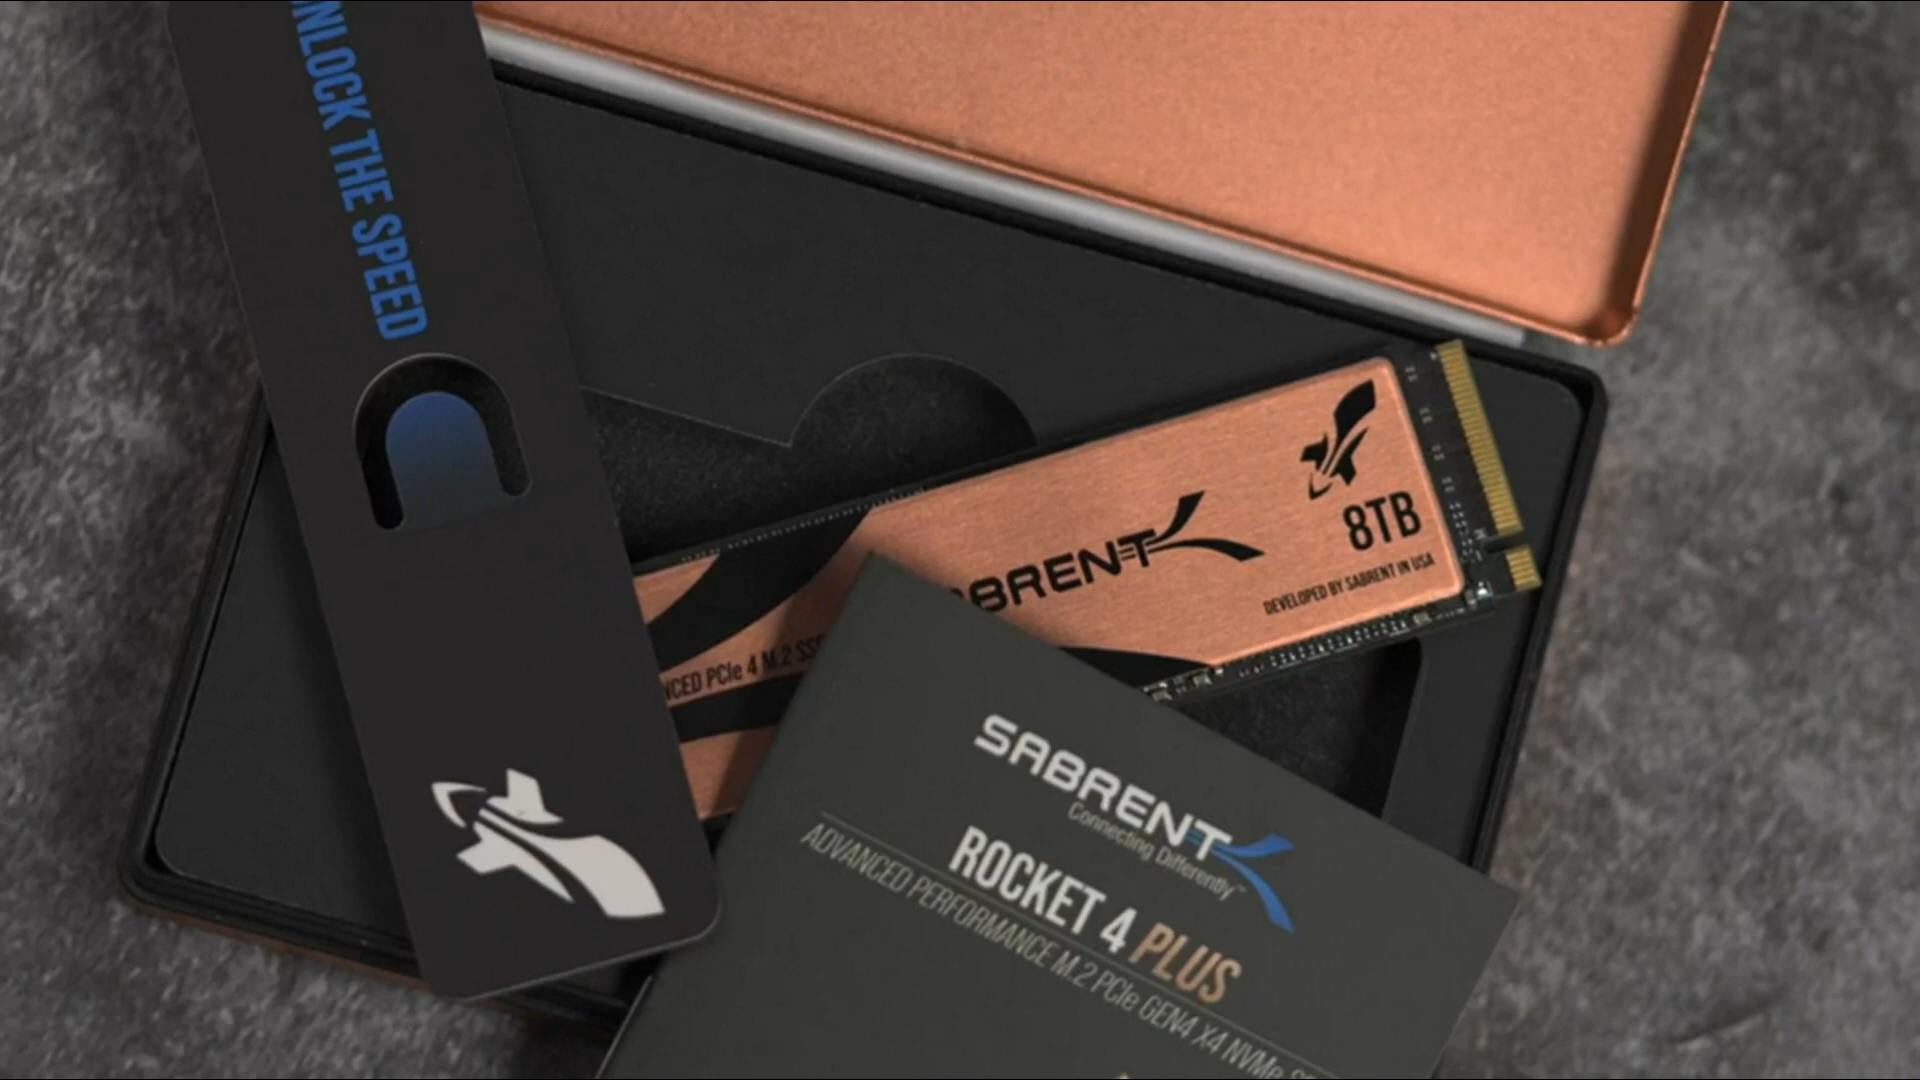 NLOCK THE SPEED
8TB
SABRENT
DEVELOPED BY SABRENT IN USA
NCED PCIe 4 M.2 SS
SABRENT
Connecting Differently™
ROCKET 4 PLUS
ADVANCED PERFORMANCE M.2 PCIe GEN4 X4 NVMe